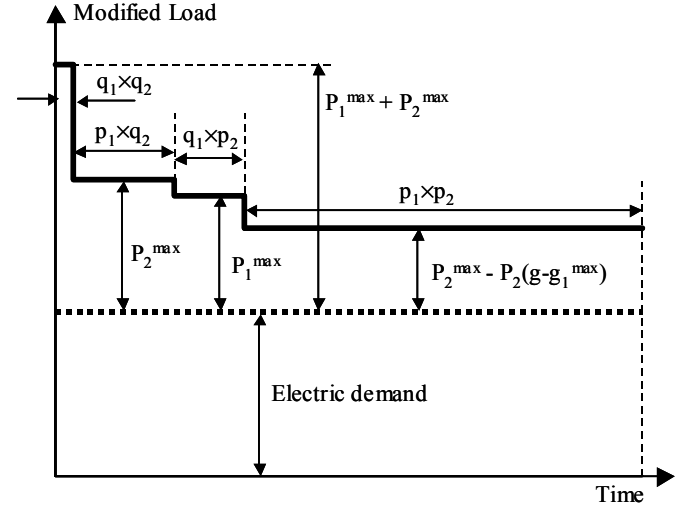 Modified Load
q₁×q₂
P₁ᵐᵃˣ + P₂ᵐᵃˣ
p₁×q₂
q₁×p₂
p₁×p₂
P₂ᵐᵃˣ
P₁ᵐᵃˣ
P₂ᵐᵃˣ - P₂(g-g₁ᵐᵃˣ)
Electric demand
Time